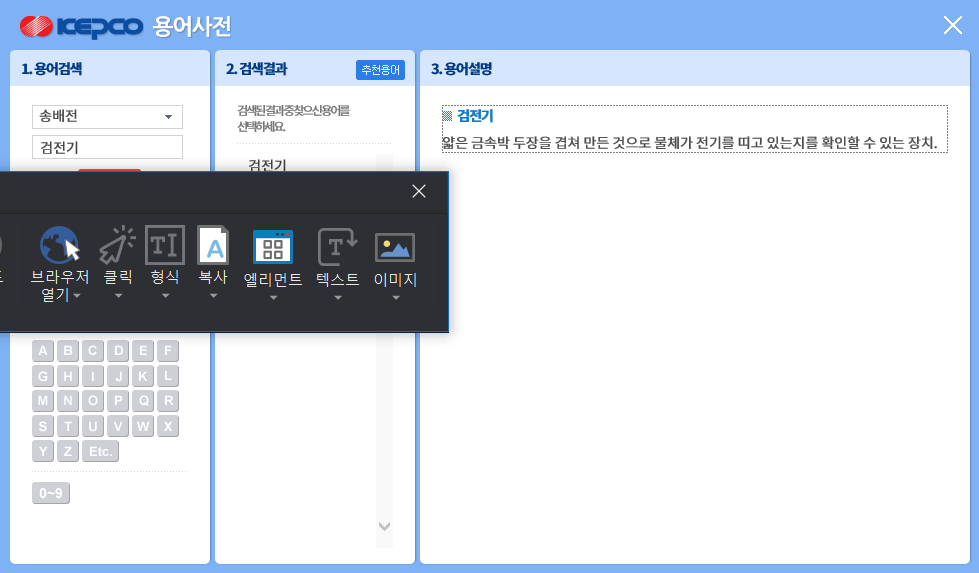 KEPCO 용어사전
1. 용어검색
송배전
검전기
2. 검색결과
추천용어
검색된 결과 중 찾으신 용어를
선택하세요.
검전기
3. 용어설명
검전기
얇은 금속박 두장을 겹쳐 만든 것으로 물체가 전기를 띠고 있는지를 확인할 수 있는 장치.
브라우저
열기
클릭
형식
복사
엘리먼트
텍스트
이미지
A B C D E F
G H I J K L
M N O P Q R
S T U V W X
Y Z Etc.
0~9